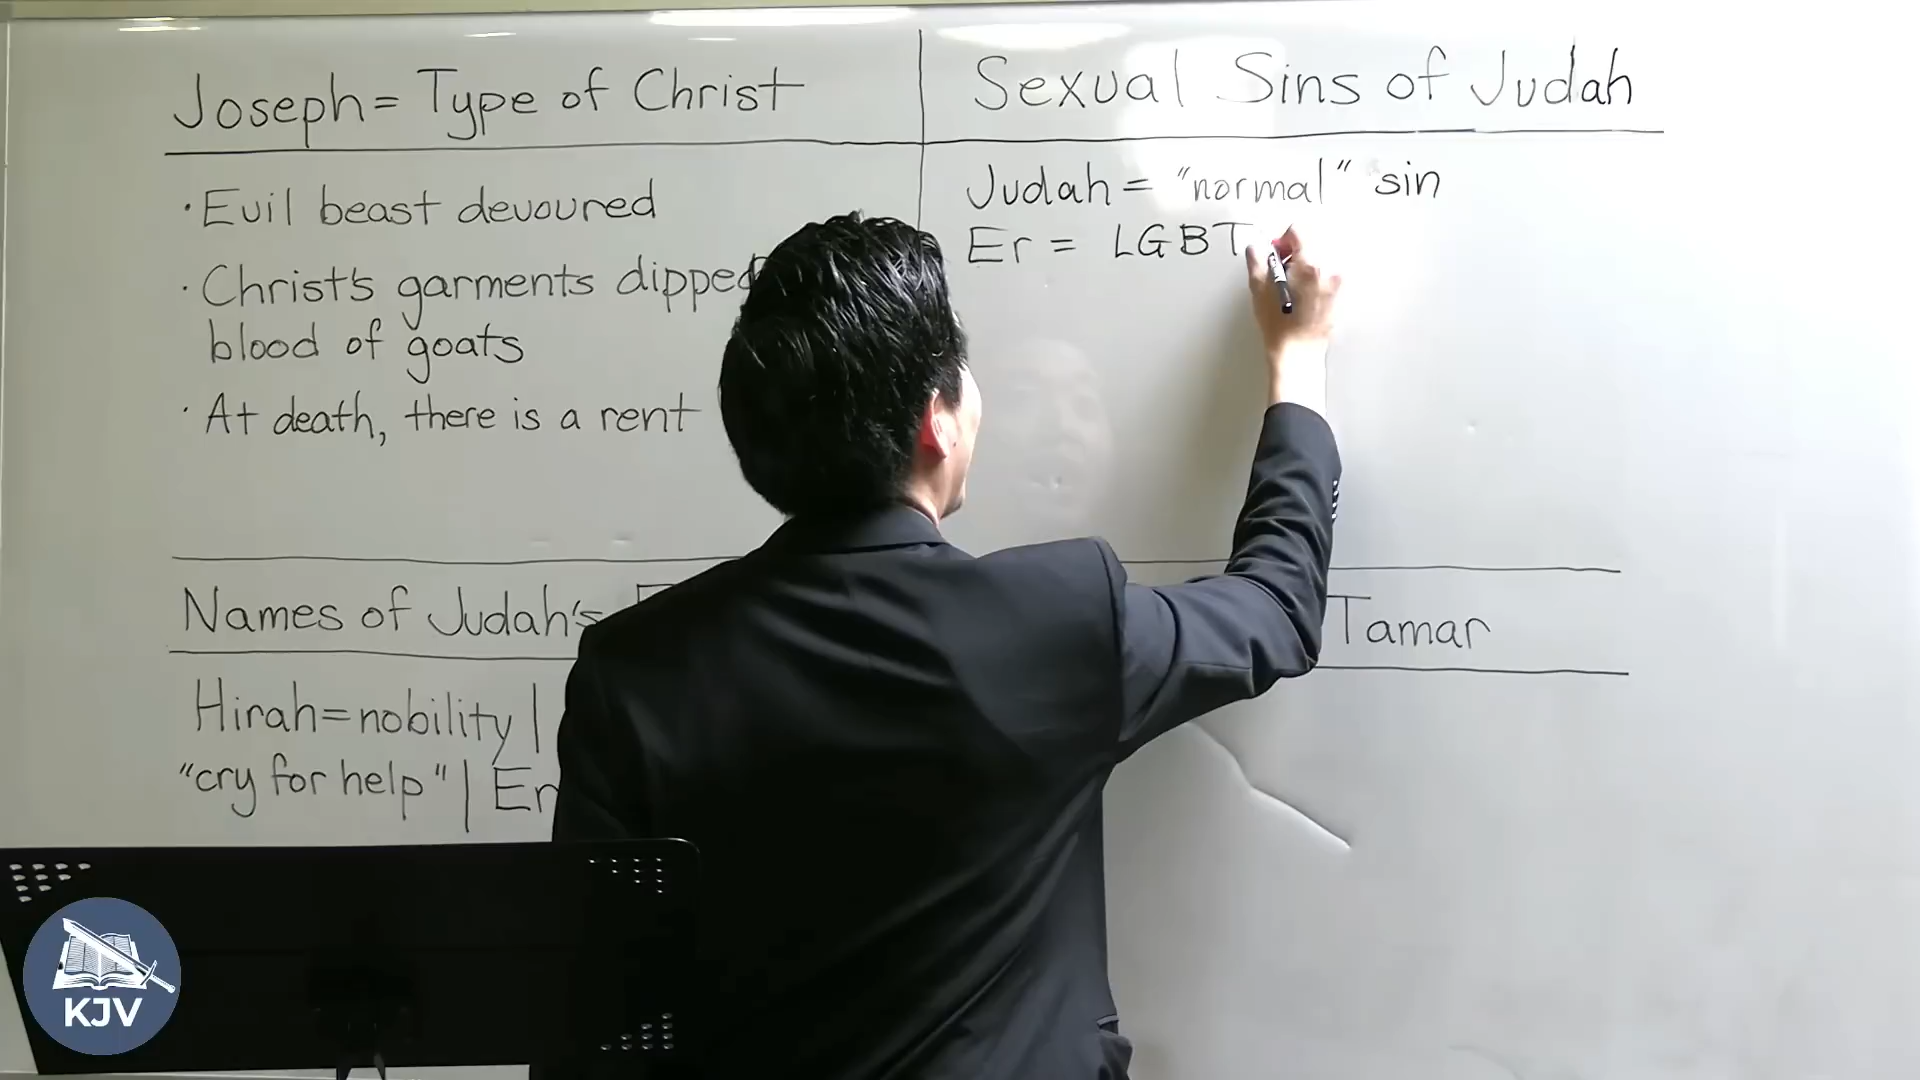 Joseph= Type of Christ
• Evil beast devoured
• Christ's garments dipped
blood of goats
• At death, there is a rent
Sexual Sins of Judah
Judah = "normal" sin
Er = LGBT
Names of Judah's
Hirah=nobility |
"cry for help" | Er
Tamar
KJV